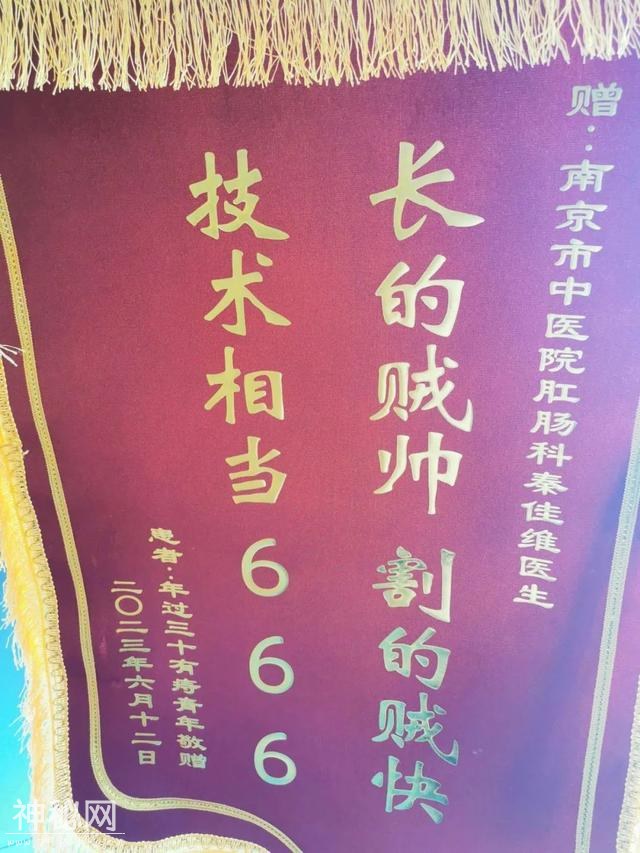 赠：南京市中医院肛肠科秦佳维医生
长的贼帅 割的贼快
技术相当666
患者：年过三十有痔青年敬赠
二〇二三年六月十二日
神秘网